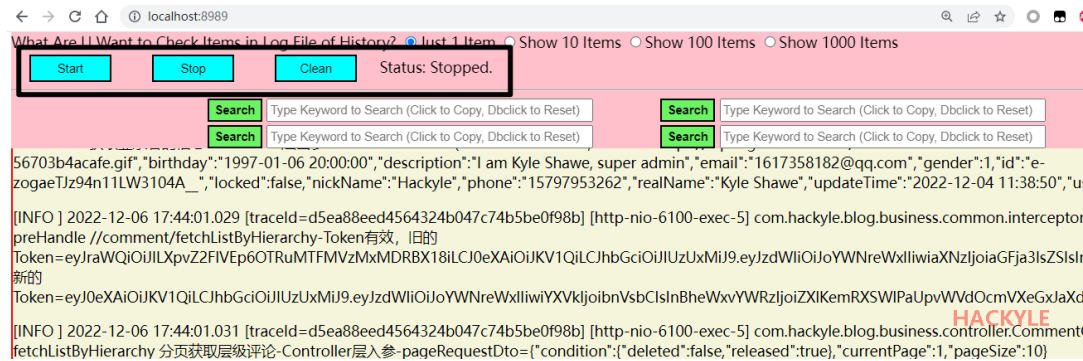 localhost:8989
What Are U Want to Check Items in Log File of History? Just 1 Item Show 10 Items Show 100 Items Show 1000 Items
Start Stop Clean Status: Stopped.
Search Type Keyword to Search (Click to Copy, Dbclick to Reset) Search Type Keyword to Search (Click to Copy, Dbclick to Reset)
Search Type Keyword to Search (Click to Copy, Dbclick to Reset) Search Type Keyword to Search (Click to Copy, Dbclick to Reset)
56703b4acafe.gif","birthday":"1997-01-06 20:00:00","description":"I am Kyle Shawe, super admin","email":"1617358182@qq.com","gender":1,"id":"e-
zogaeTJz94n11LW3104A__","locked":false,"nickName":"Hackyle","phone":"15797953262","realName":"Kyle Shawe","updateTime":"2022-12-04 11:38:50","us
[INFO ] 2022-12-06 17:44:01.029 [traceId=d5ea88eed4564324b047c74b5be0f98b] [http-nio-6100-exec-5] com.hackyle.blog.business.common.interceptor
preHandle //comment/fetchListByHierarchy-Token有效，旧的
Token=eyJraWQiOiJILXpvZ2FlVEp6OTRuMTFMVzMxMDRBX18iLCJ0eXAiOiJKV1QiLCJhbGciOiJIUzUxMiJ9.eyJzdWIiOiJoYWNreWxlIiwiaXNzIjoiaGFja3lsZSIsIn
新的
Token=eyJ0eXAiOiJKV1QiLCJhbGciOiJIUzUxMiJ9.eyJzdWIiOiJoYWNreWxlIiwiYXVkIjoibnVsbCIsInBheWxvYWRzIjoiZXlKemRXSWlPaUpvWVdOcmVXeGxJaXd
[INFO ] 2022-12-06 17:44:01.031 [traceId=d5ea88eed4564324b047c74b5be0f98b] [http-nio-6100-exec-5] com.hackyle.blog.business.controller.CommentC
HACKYLE
fetchListByHierarchy 分页获取层级评论-Controller层入参-pageRequestDto={"condition":{"deleted":false,"released":true},"currentPage":1,"pageSize":10}